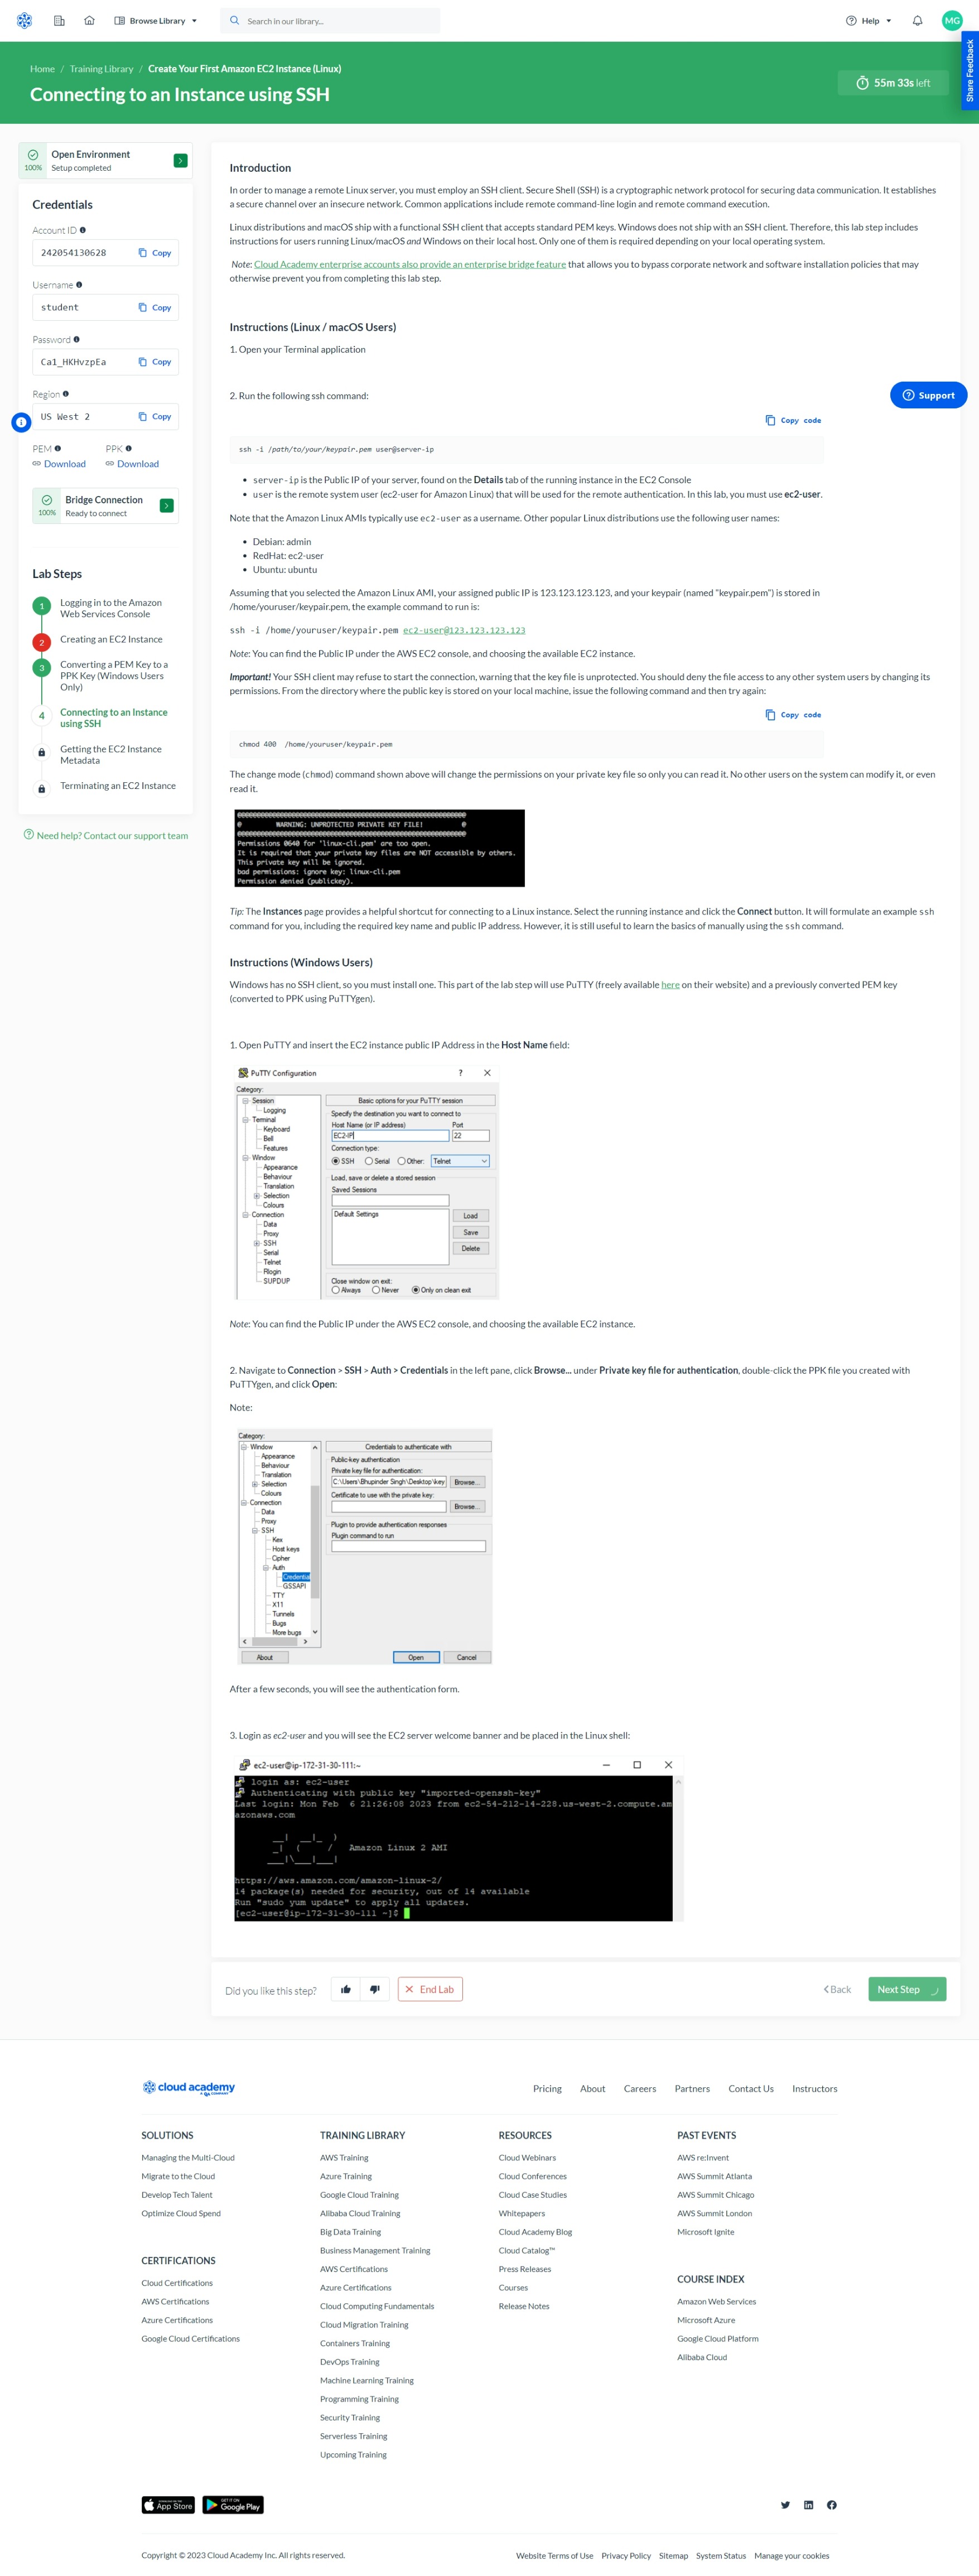 Browse Library
Search in our library...
Help
MG
Share Feedback
Home / Training Library / Create Your First Amazon EC2 Instance (Linux)
Connecting to an Instance using SSH
55m 33s left
100%
Open Environment
Setup completed
Credentials
Account ID
242054130628
Copy
Username
student
Copy
Password
Ca1_HKHvzpEa
Copy
Region
US West 2
Copy
PEM
Download
PPK
Download
100%
Bridge Connection
Ready to connect
Lab Steps
1
Logging in to the Amazon
Web Services Console
2
Creating an EC2 Instance
3
Converting a PEM Key to a
PPK Key (Windows Users
Only)
4
Connecting to an Instance
using SSH
Getting the EC2 Instance
Metadata
Terminating an EC2 Instance
Need help? Contact our support team
Introduction
In order to manage a remote Linux server, you must employ an SSH client. Secure Shell (SSH) is a cryptographic network protocol for securing data communication. It establishes
a secure channel over an insecure network. Common applications include remote command-line login and remote command execution.
Linux distributions and macOS ship with a functional SSH client that accepts standard PEM keys. Windows does not ship with an SSH client. Therefore, this lab step includes
instructions for users running Linux/macOS and Windows on their local host. Only one of them is required depending on your local operating system.
Note: Cloud Academy enterprise accounts also provide an enterprise bridge feature that allows you to bypass corporate network and software installation policies that may
otherwise prevent you from completing this lab step.
Instructions (Linux / macOS Users)
1. Open your Terminal application
2. Run the following ssh command:
Support
Copy code
ssh -i /path/to/your/keypair.pem user@server-ip
server-ip is the Public IP of your server, found on the Details tab of the running instance in the EC2 Console
user is the remote system user (ec2-user for Amazon Linux) that will be used for the remote authentication. In this lab, you must use ec2-user.
Note that the Amazon Linux AMIs typically use ec2-user as a username. Other popular Linux distributions use the following user names:
Debian: admin
RedHat: ec2-user
Ubuntu: ubuntu
Assuming that you selected the Amazon Linux AMI, your assigned public IP is 123.123.123.123, and your keypair (named "keypair.pem") is stored in
/home/youruser/keypair.pem, the example command to run is:
ssh -i /home/youruser/keypair.pem ec2-user@123.123.123.123
Note: You can find the Public IP under the AWS EC2 console, and choosing the available EC2 instance.
Important! Your SSH client may refuse to start the connection, warning that the key file is unprotected. You should deny the file access to any other system users by changing its
permissions. From the directory where the public key is stored on your local machine, issue the following command and then try again:
Copy code
chmod 400 /home/youruser/keypair.pem
The change mode (chmod) command shown above will change the permissions on your private key file so only you can read it. No other users on the system can modify it, or even
read it.
@ WARNING: UNPROTECTED PRIVATE KEY FILE! @
Permissions 0640 for 'linux-cli.pem' are too open.
It is required that your private key files are NOT accessible by others.
This private key will be ignored.
bad permissions: ignore key: linux-cli.pem
Permission denied (publickey).
Tip: The Instances page provides a helpful shortcut for connecting to a Linux instance. Select the running instance and click the Connect button. It will formulate an example ssh
command for you, including the required key name and public IP address. However, it is still useful to learn the basics of manually using the ssh command.
Instructions (Windows Users)
Windows has no SSH client, so you must install one. This part of the lab step will use PuTTY (freely available here on their website) and a previously converted PEM key
(converted to PPK using PuTTYgen).
1. Open PuTTY and insert the EC2 instance public IP Address in the Host Name field:
PuTTY Configuration
? ×
Category:
Session
Logging
Terminal
Keyboard
Bell
Features
Window
Appearance
Behaviour
Translation
Selection
Colours
Connection
Data
Proxy
SSH
Serial
Telnet
Rlogin
SUPDUP
Basic options for your PuTTY session
Specify the destination you want to connect to
Host Name (or IP address)
Port
EC2-IP
22
Connection type:
SSH
Serial
Other:
Telnet
Load, save or delete a stored session
Saved Sessions
Default Settings
Load
Save
Delete
Close window on exit:
Always
Never
Only on clean exit
Note: You can find the Public IP under the AWS EC2 console, and choosing the available EC2 instance.
2. Navigate to Connection > SSH > Auth > Credentials in the left pane, click Browse... under Private key file for authentication, double-click the PPK file you created with
PuTTYgen, and click Open:
Note:
Category:
Window
Appearance
Behaviour
Translation
Selection
Colours
Connection
Data
Proxy
SSH
Kex
Host keys
Cipher
Auth
Credentia
GSSAPI
TTY
X11
Tunnels
Bugs
More bugs
Credentials to authenticate with
Public-key authentication
Private key file for authentication:
C:\Users\Bhupinder Singh\Desktop\key
Browse...
Certificate to use with the private key:
Browse...
Plugin to provide authentication responses
Plugin command to run
About
Open
Cancel
After a few seconds, you will see the authentication form.
3. Login as ec2-user and you will see the EC2 server welcome banner and be placed in the Linux shell:
ec2-user@ip-172-31-30-111:~
login as: ec2-user
Authenticating with public key "imported-openssh-key"
Last login: Mon Feb 6 21:26:08 2023 from ec2-54-212-14-228.us-west-2.compute.am
azonaws.com
Amazon Linux 2 AMI
https://aws.amazon.com/amazon-linux-2/
14 package(s) needed for security, out of 14 available
Run "sudo yum update" to apply all updates.
[ec2-user@ip-172-31-30-111 ~]$
Did you like this step?
End Lab
Back
Next Step
cloud academy
Pricing
About
Careers
Partners
Contact Us
Instructors
SOLUTIONS
Managing the Multi-Cloud
Migrate to the Cloud
Develop Tech Talent
Optimize Cloud Spend
CERTIFICATIONS
Cloud Certifications
AWS Certifications
Azure Certifications
Google Cloud Certifications
TRAINING LIBRARY
AWS Training
Azure Training
Google Cloud Training
Alibaba Cloud Training
Big Data Training
Business Management Training
AWS Certifications
Azure Certifications
Cloud Computing Fundamentals
Cloud Migration Training
Containers Training
DevOps Training
Machine Learning Training
Programming Training
Security Training
Serverless Training
Upcoming Training
RESOURCES
Cloud Webinars
Cloud Conferences
Cloud Case Studies
Whitepapers
Cloud Academy Blog
Cloud Catalog™
Press Releases
Courses
Release Notes
PAST EVENTS
AWS re:Invent
AWS Summit Atlanta
AWS Summit Chicago
AWS Summit London
Microsoft Ignite
COURSE INDEX
Amazon Web Services
Microsoft Azure
Google Cloud Platform
Alibaba Cloud
App Store
GET IT ON
Google Play
Copyright © 2023 Cloud Academy Inc. All rights reserved.
Website Terms of Use
Privacy Policy
Sitemap
System Status
Manage your cookies